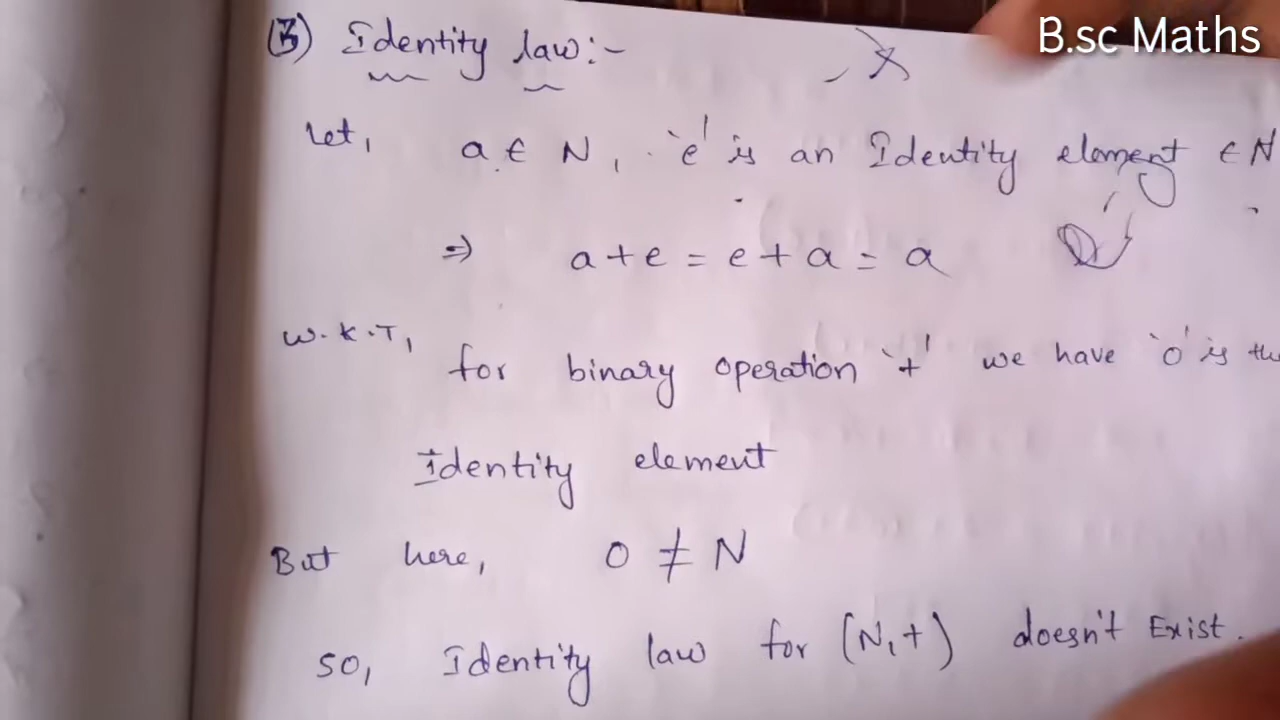 B.sc Maths
(3) Identity law:-
Let, a ∈ N, 'e' is an Identity element ∈ N
⇒ a + e = e + a = a
W.K.T,
for binary operation '+' we have 'o' is the
Identity element
But here, 0 ≠ N
so, Identity law for (N,+) doesn't Exist.